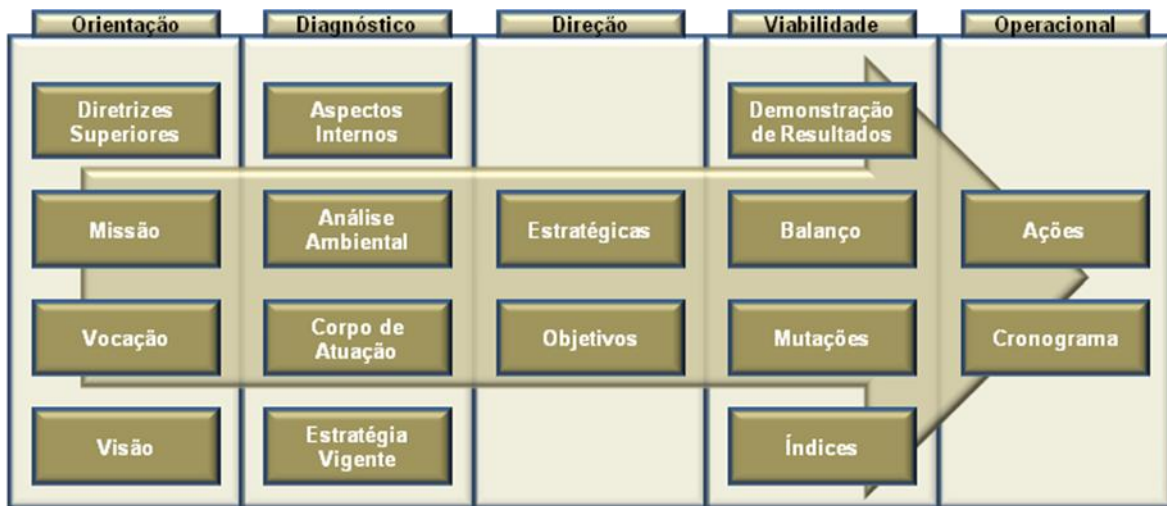 Orientação
Diagnóstico
Direção
Viabilidade
Operacional
Diretrizes
Superiores
Missão
Vocação
Visão
Aspectos
Internos
Análise
Ambiental
Corpo de
Atuação
Estratégia
Vigente
Estratégicas
Objetivos
Demonstração
de Resultados
Balanço
Mutações
Índices
Ações
Cronograma